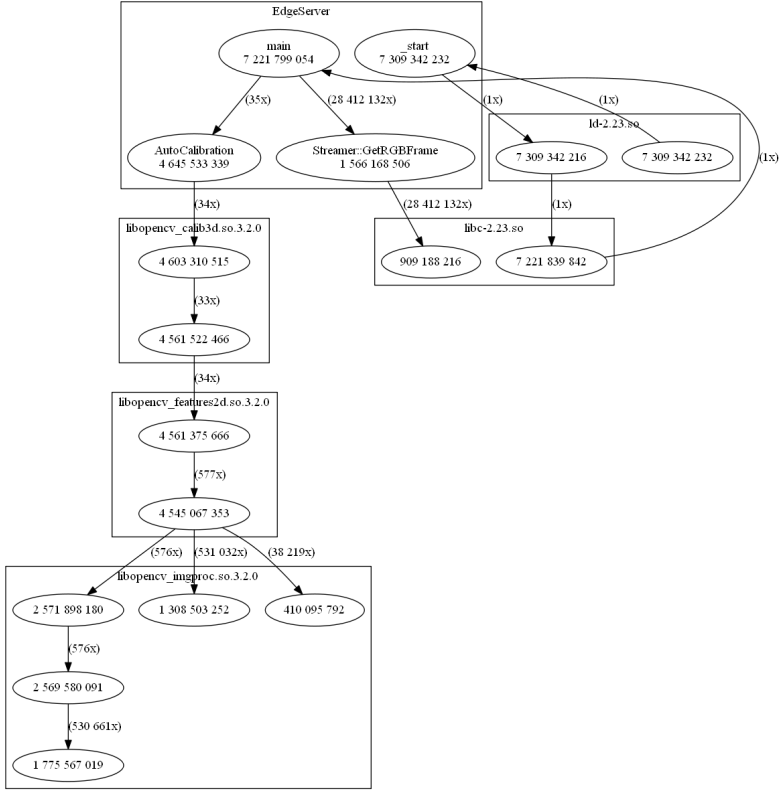 EdgeServer
main
7 221 799 054
_start
7 309 342 232
(35x)
(28 412 132x)
(1x)
(1x)
ld-2.23.so
AutoCalibration
4 645 533 339
Streamer::GetRGBFrame
1 566 168 506
7 309 342 216
7 309 342 232
(1x)
(34x)
(28 412 132x)
(1x)
libopencv_calib3d.so.3.2.0
libc-2.23.so
4 603 310 515
909 188 216
7 221 839 842
(33x)
4 561 522 466
(34x)
libopencv_features2d.so.3.2.0
4 561 375 666
(577x)
4 545 067 353
(576x)
(531 032x)
(38 219x)
libopencv_imgproc.so.3.2.0
2 571 898 180
1 308 503 252
410 095 792
(576x)
2 569 580 091
(530 661x)
1 775 567 019